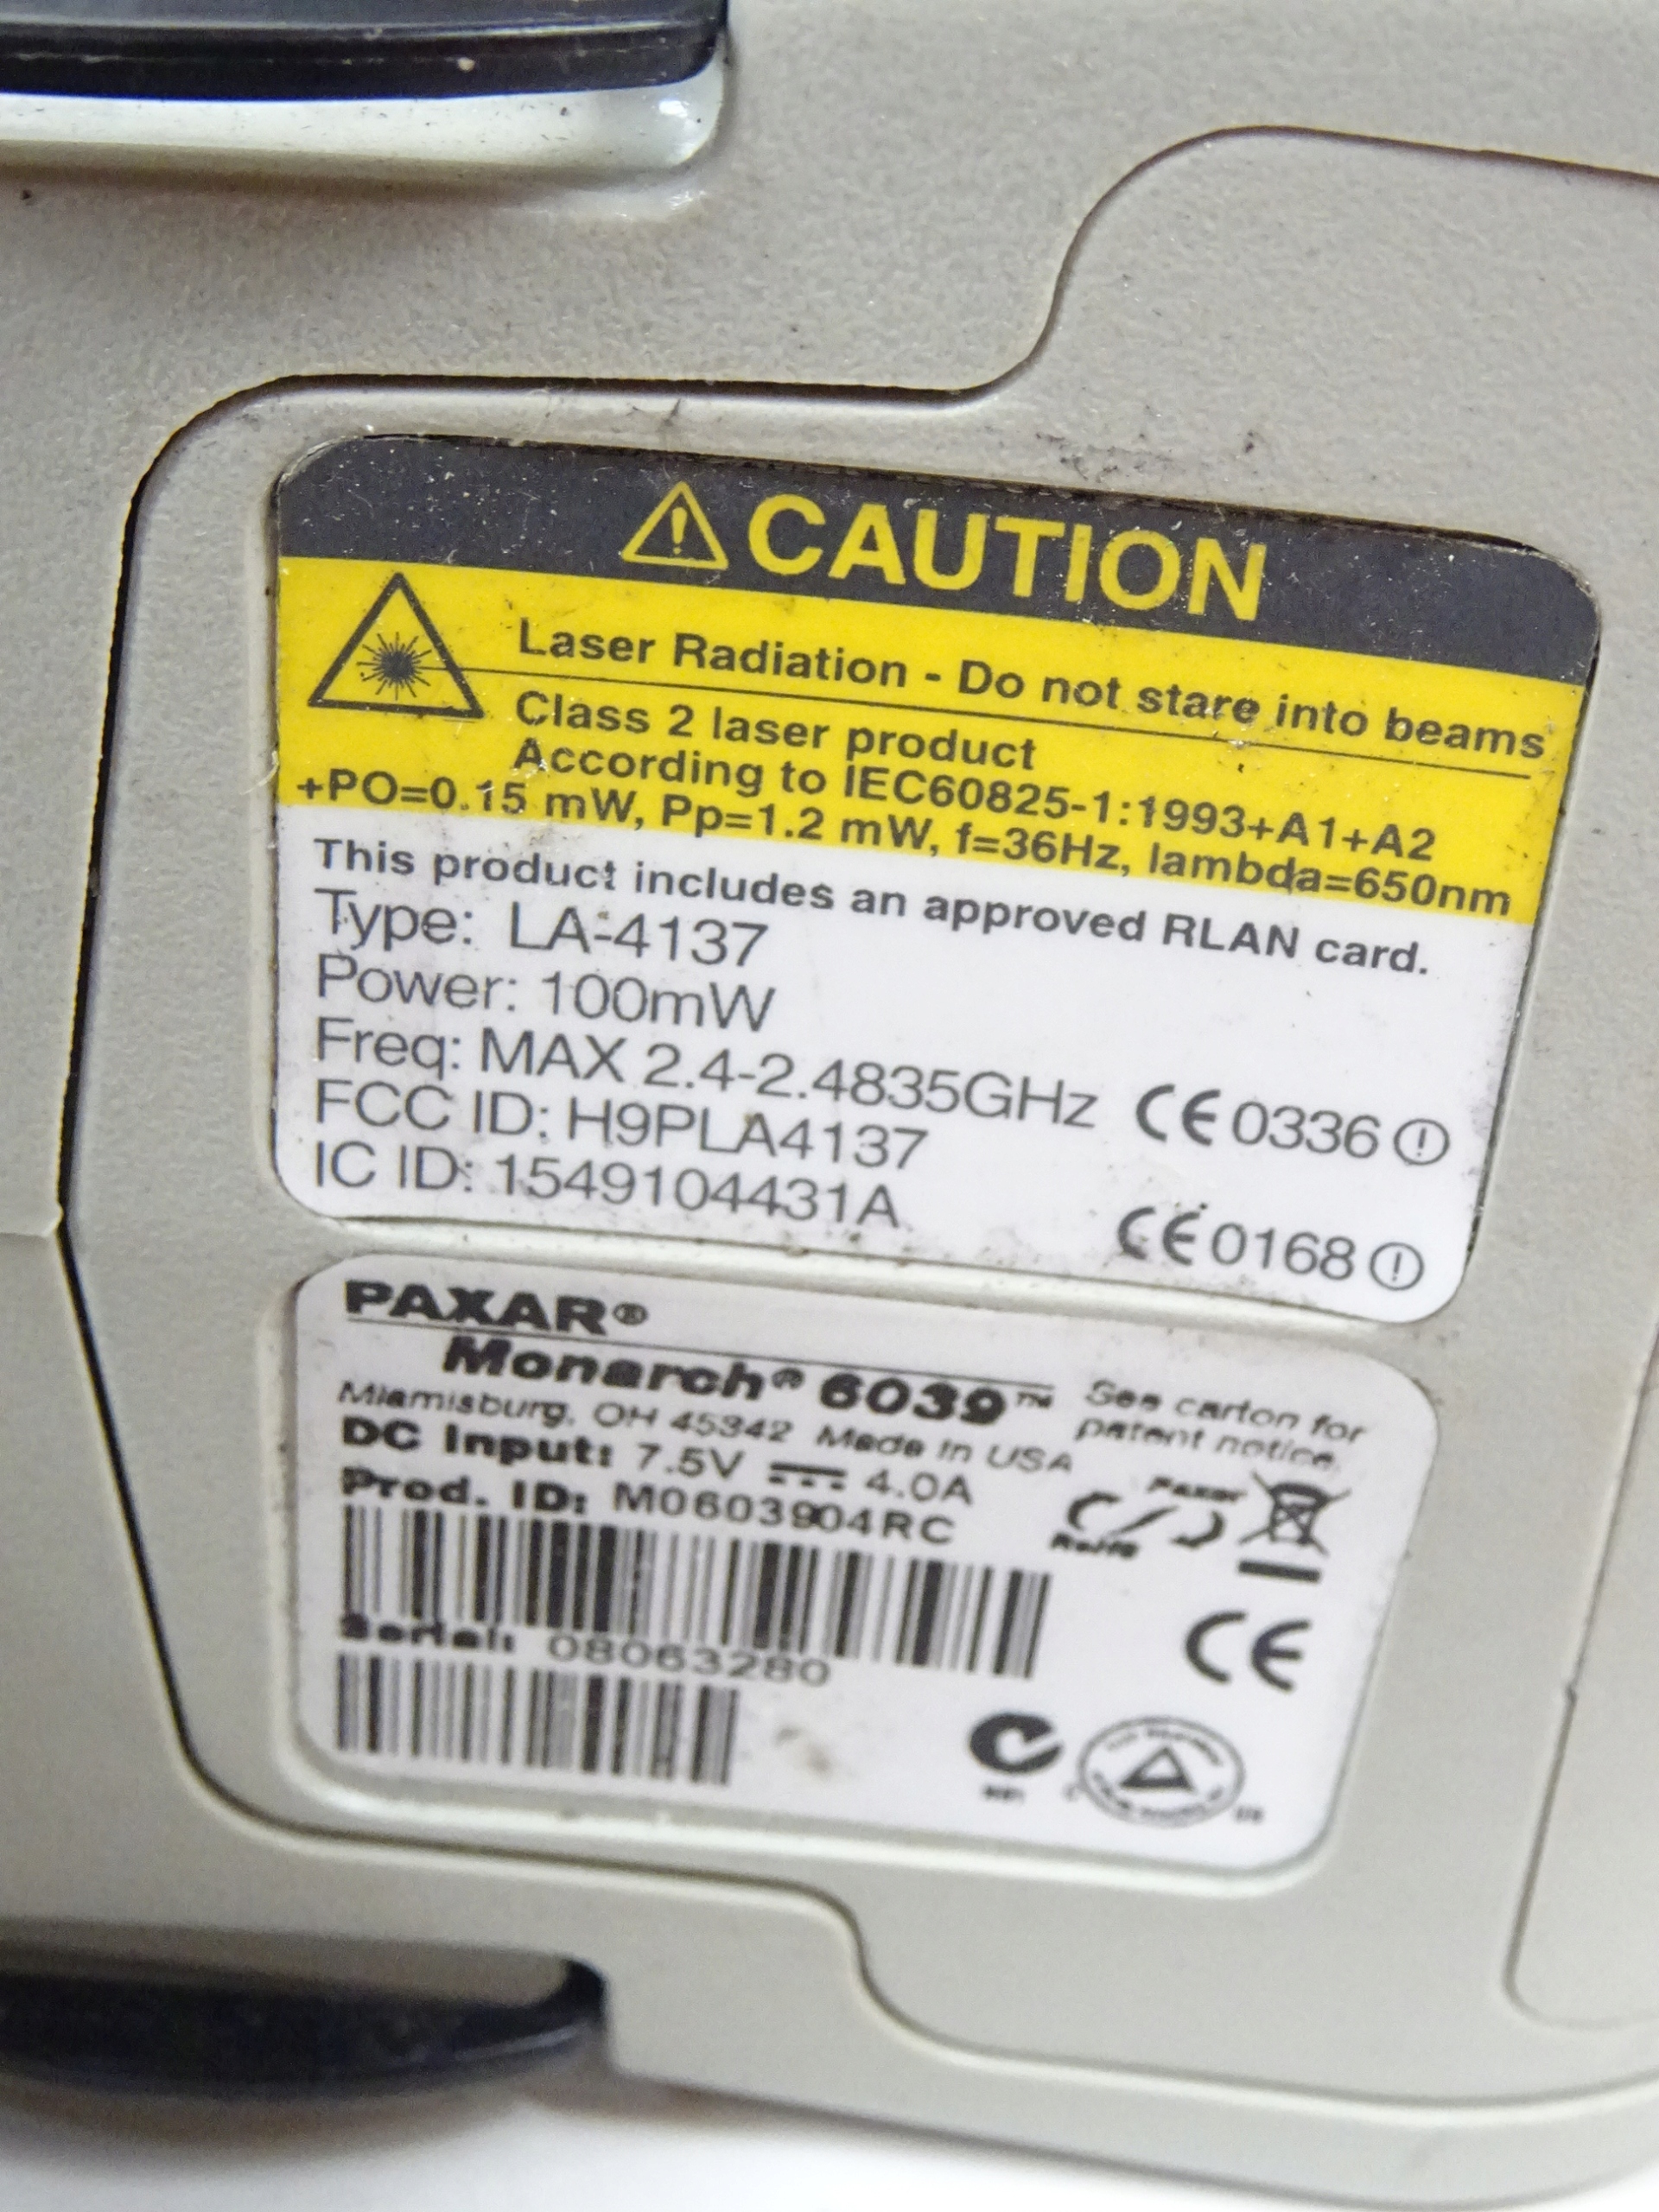 CAUTION
Laser Radiation - Do not stare into beams
Class 2 laser product
According to IEC60825-1:1993+A1+A2
+PO=0.15 mW, Pp=1.2 mW, f=36Hz, lambda=650nm
This product includes an approved RLAN card.
Type: LA-4137
Power: 100mW
Freq: MAX 2.4-2.4835GHz
CE 0336
FCC ID: H9PLA4137
IC ID: 1549104431A
CE 0168
PAXAR®
Monarch® 6039™
See carton for
patent notice.
Miamisburg, OH 45342 Made in USA
DC Input: 7.5V 4.0A
Prod. ID: M0603904RC
Paxar
RoHS
Serial: 08063280
CE